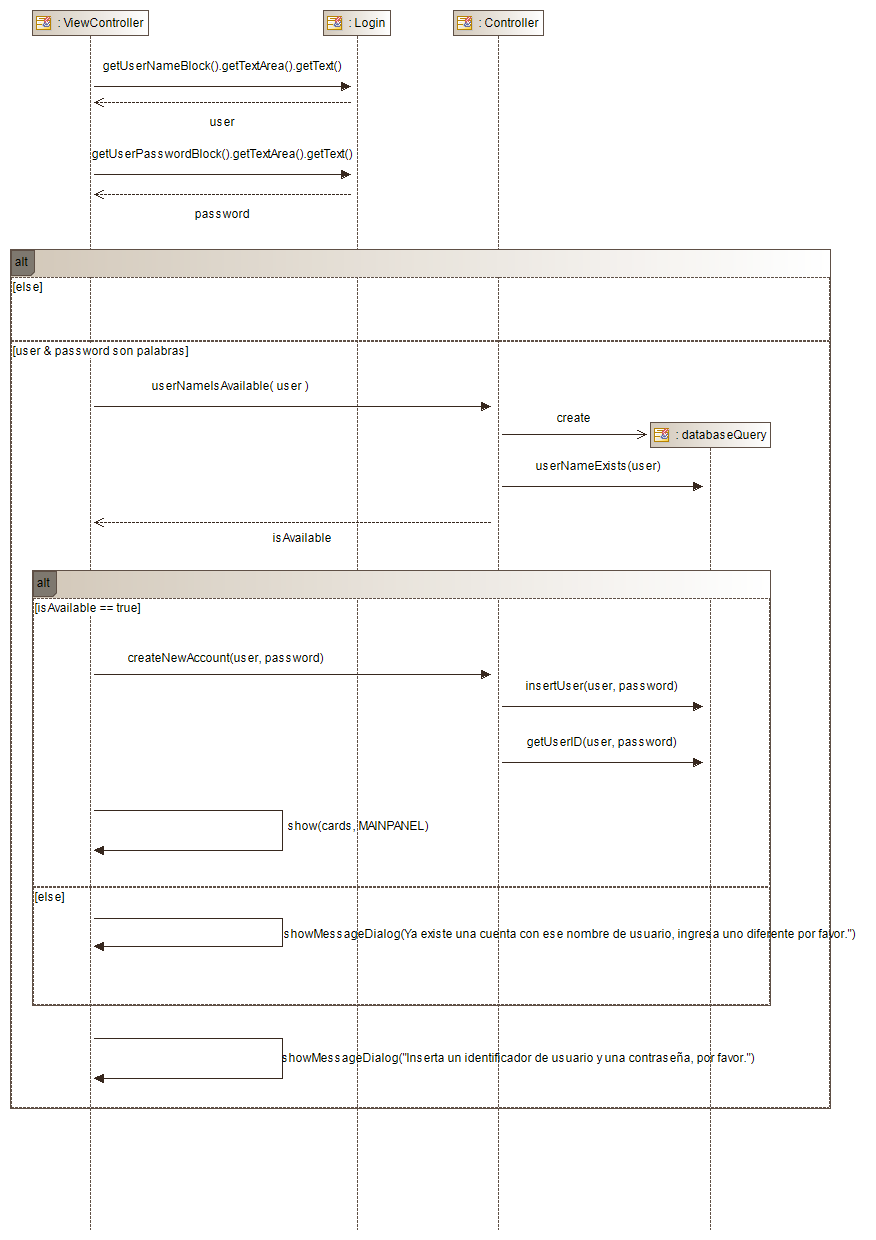 : ViewController
: Login
: Controller
getUserNameBlock().getTextArea().getText()
user
getUserPasswordBlock().getTextArea().getText()
password
alt
[else]
[user & password son palabras]
userNameIsAvailable( user )
create
: databaseQuery
userNameExists(user)
isAvailable
alt
[isAvailable == true]
createNewAccount(user, password)
insertUser(user, password)
getUserID(user, password)
show(cards, MAINPANEL)
[else]
showMessageDialog(Ya existe una cuenta con ese nombre de usuario, ingresa uno diferente por favor.")
showMessageDialog("Inserta un identificador de usuario y una contraseña, por favor.")